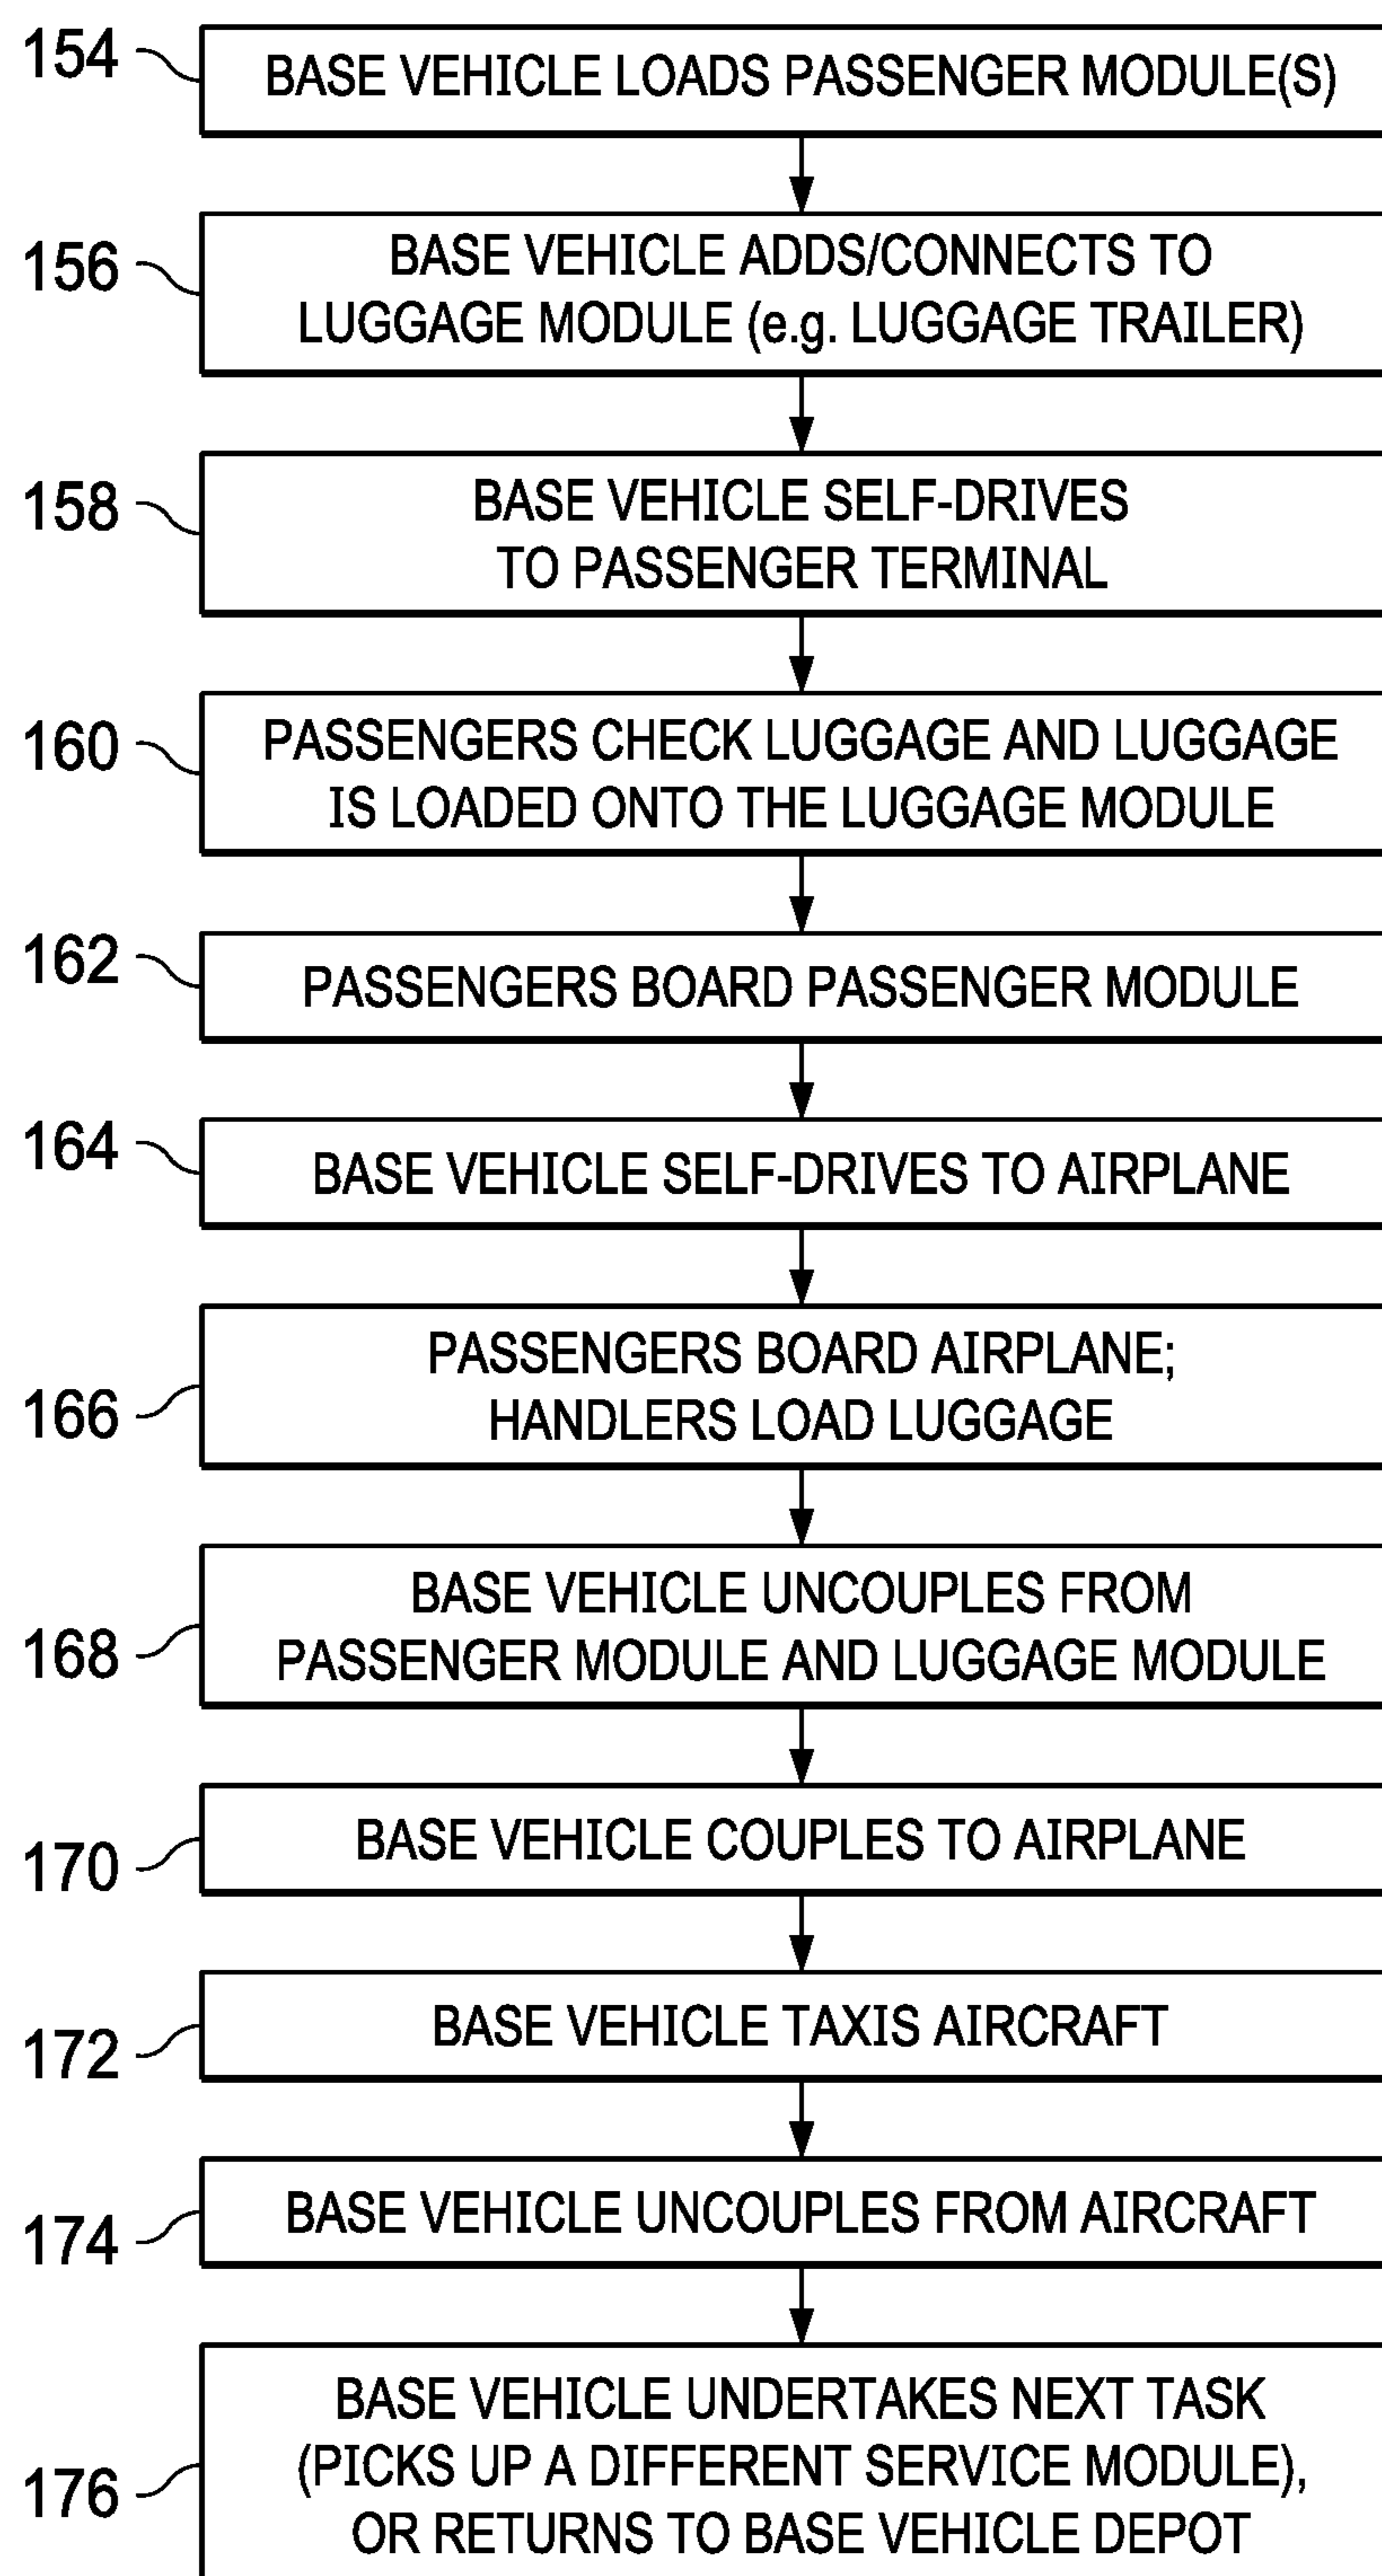 154
BASE VEHICLE LOADS PASSENGER MODULE(S)
156
BASE VEHICLE ADDS/CONNECTS TO
LUGGAGE MODULE (e.g. LUGGAGE TRAILER)
158
BASE VEHICLE SELF-DRIVES
TO PASSENGER TERMINAL
160
PASSENGERS CHECK LUGGAGE AND LUGGAGE
IS LOADED ONTO THE LUGGAGE MODULE
162
PASSENGERS BOARD PASSENGER MODULE
164
BASE VEHICLE SELF-DRIVES TO AIRPLANE
166
PASSENGERS BOARD AIRPLANE;
HANDLERS LOAD LUGGAGE
168
BASE VEHICLE UNCOUPLES FROM
PASSENGER MODULE AND LUGGAGE MODULE
170
BASE VEHICLE COUPLES TO AIRPLANE
172
BASE VEHICLE TAXIS AIRCRAFT
174
BASE VEHICLE UNCOUPLES FROM AIRCRAFT
176
BASE VEHICLE UNDERTAKES NEXT TASK
(PICKS UP A DIFFERENT SERVICE MODULE),
OR RETURNS TO BASE VEHICLE DEPOT